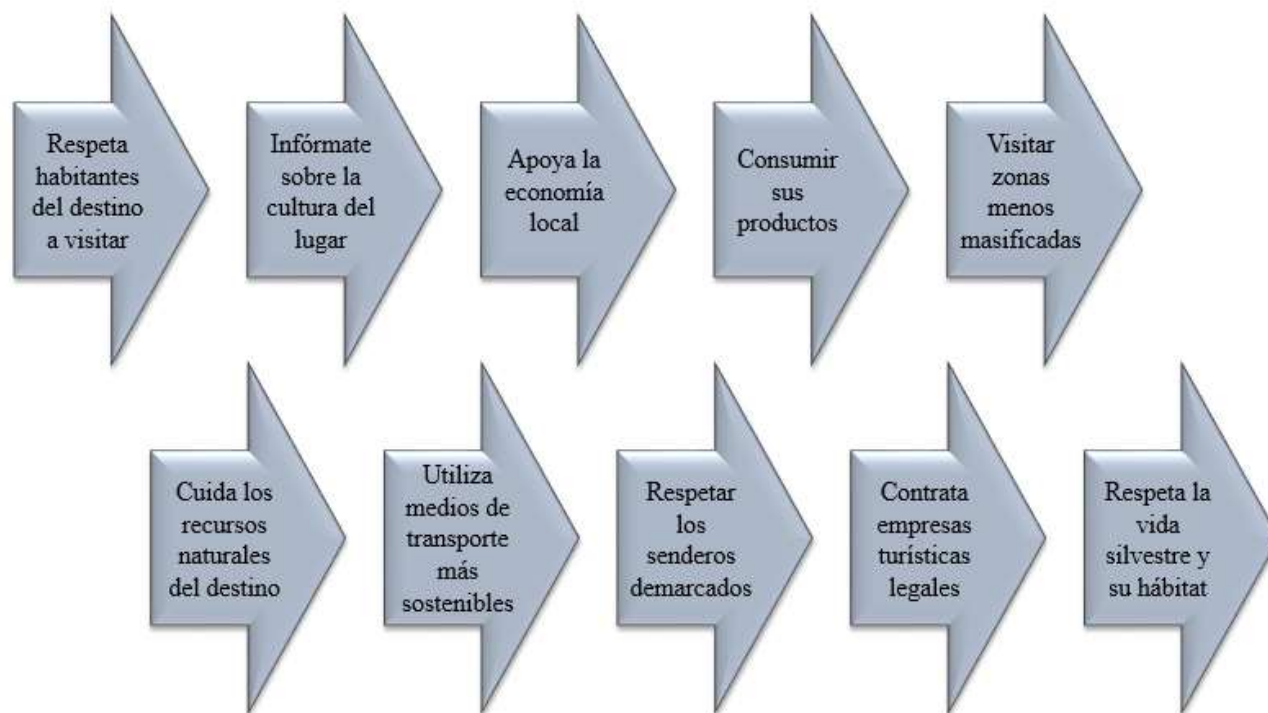 Respeta
habitantes
del destino
a visitar
Infórmate
sobre la
cultura del
lugar
Apoya la
economía
local
Consumir
sus
productos
Visitar
zonas
menos
masificadas
Cuida los
recursos
naturales
del destino
Utiliza
medios de
transporte
más
sostenibles
Respetar
los
senderos
demarcados
Contrata
empresas
turísticas
legales
Respeta la
vida
silvestre y
su hábitat